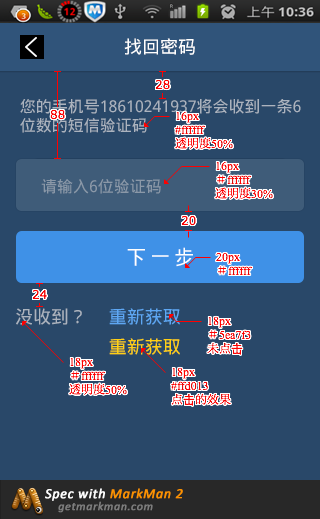 3
12
上午 10:36
找回密码
28
您的手机号18610241937将会收到一条6
位数的短信验证码
88
16px
#ffffff
透明度50%
请输入6位验证码
16px
# ffffff
透明度30%
20
下一步
20px
# ffffff
24
没收到？ 重新获取
18px
# 5ea7f3
未点击
重新获取
18px
# ffffff
透明度50%
18px
#ffd013
点击的效果
Spec with MarkMan 2
getmarkman.com